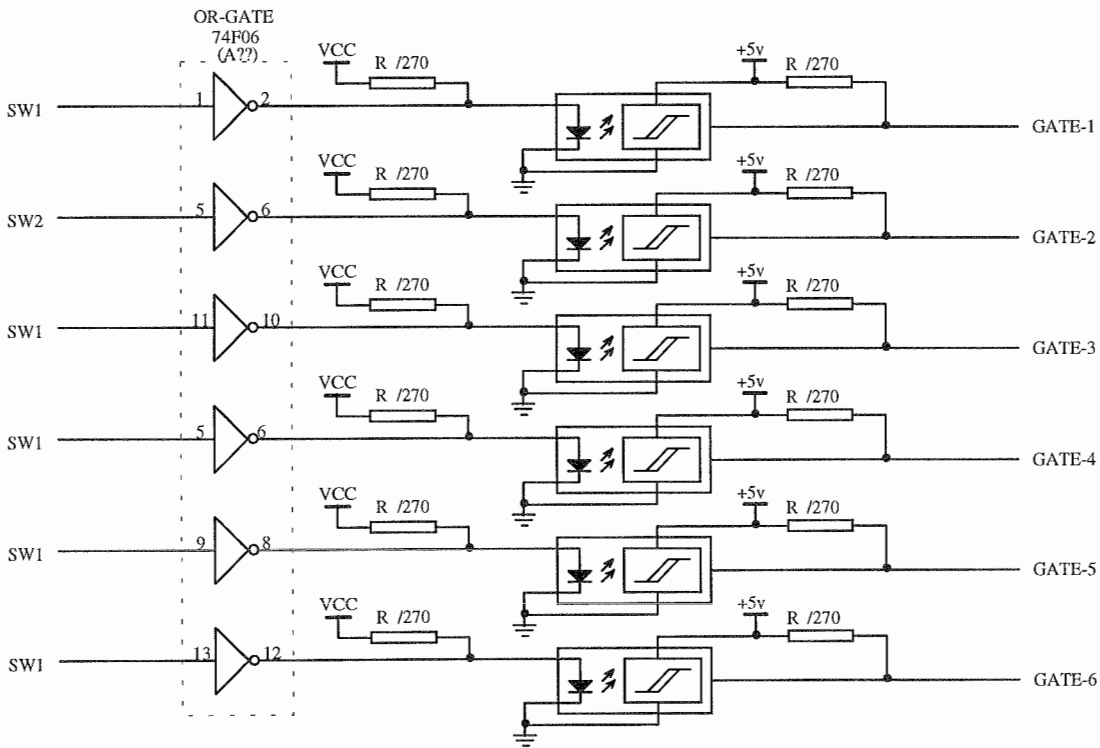 OR-GATE
74F06
(A??)
VCC
R /270
+5v
R /270
SW1
1
2
GATE-1
VCC
R /270
+5v
R /270
SW2
5
6
GATE-2
VCC
R /270
+5v
R /270
SW1
11
10
GATE-3
VCC
R /270
+5v
R /270
SW1
5
6
GATE-4
VCC
R /270
+5v
R /270
SW1
9
8
GATE-5
VCC
R /270
+5v
R /270
SW1
13
12
GATE-6